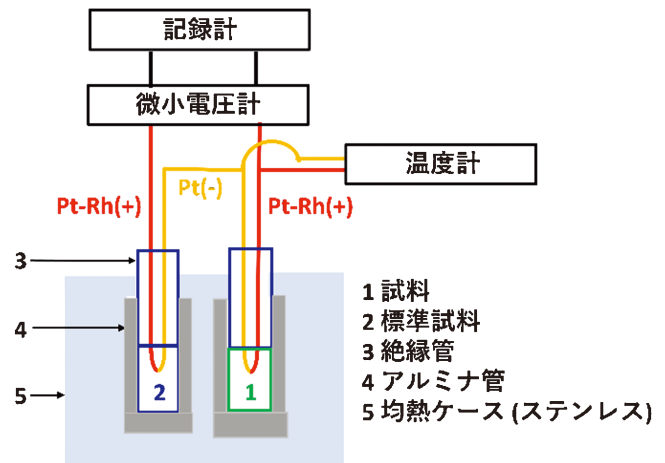 記録計
微小電圧計
温度計
Pt(-)
Pt-Rh(+)
Pt-Rh(+)
3
4
5
2
1
1 試料
2 標準試料
3 絶縁管
4 アルミナ管
5 均熱ケース (ステンレス)